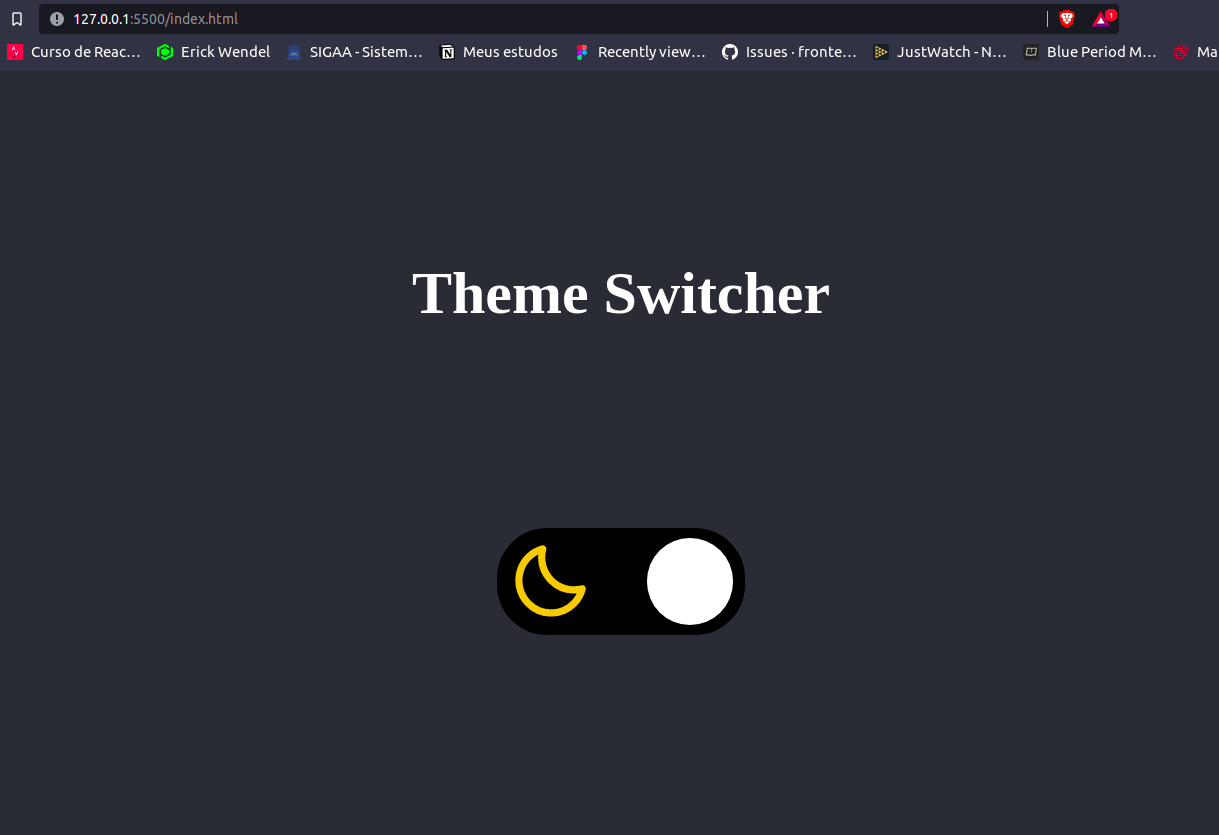 127.0.0.1:5500/index.html
1
Curso de Reac... Erick Wendel SIGAA - Sistem... N Meus estudos Recently view... Issues · fronte... JustWatch - N... Blue Period M... Ma
Theme Switcher